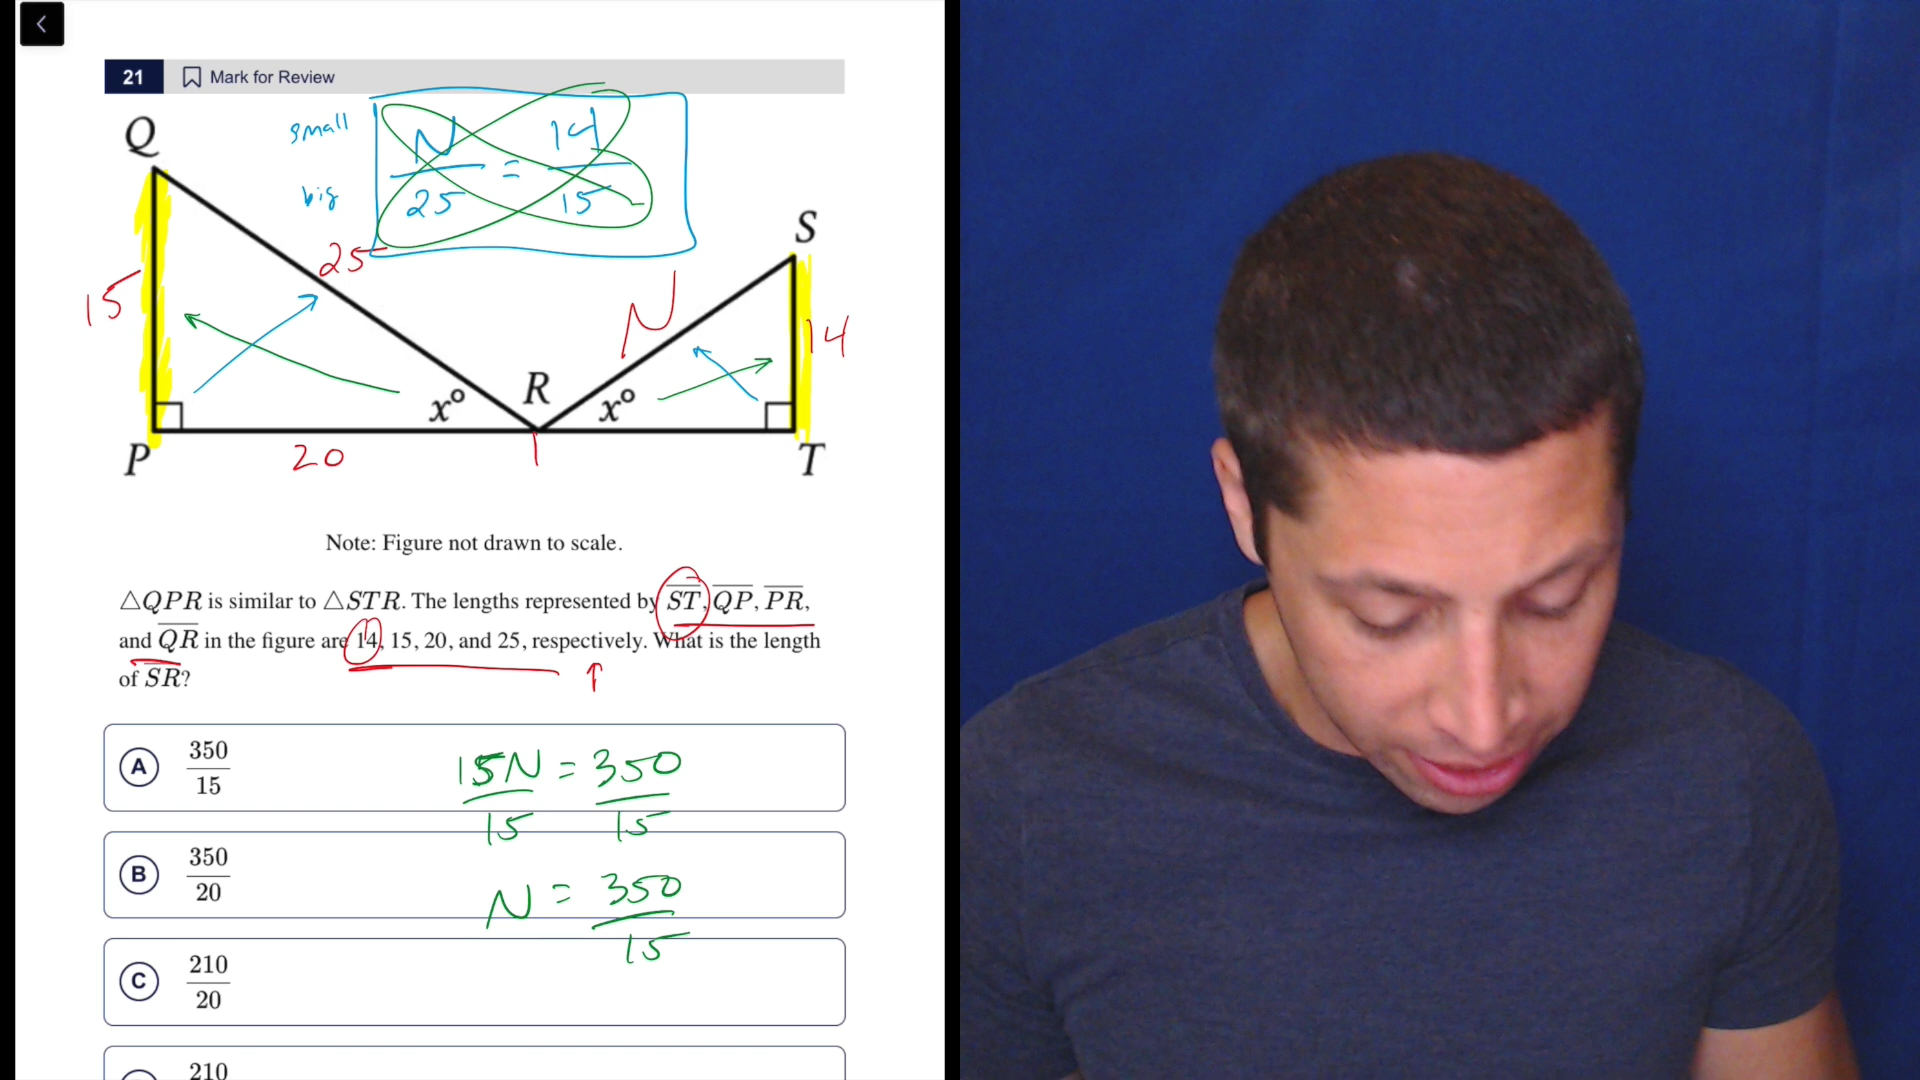 21 Mark for Review
Q
small N = 14
big 25 15
S
25
15
N
14
R
x° x°
P
20
T
Note: Figure not drawn to scale.
△QPR is similar to △STR. The lengths represented by ST, QP, PR,
and QR in the figure are 14, 15, 20, and 25, respectively. What is the length
of SR?
A 350/15
15N = 350
15 15
B 350/20
N = 350
15
C 210/20
210